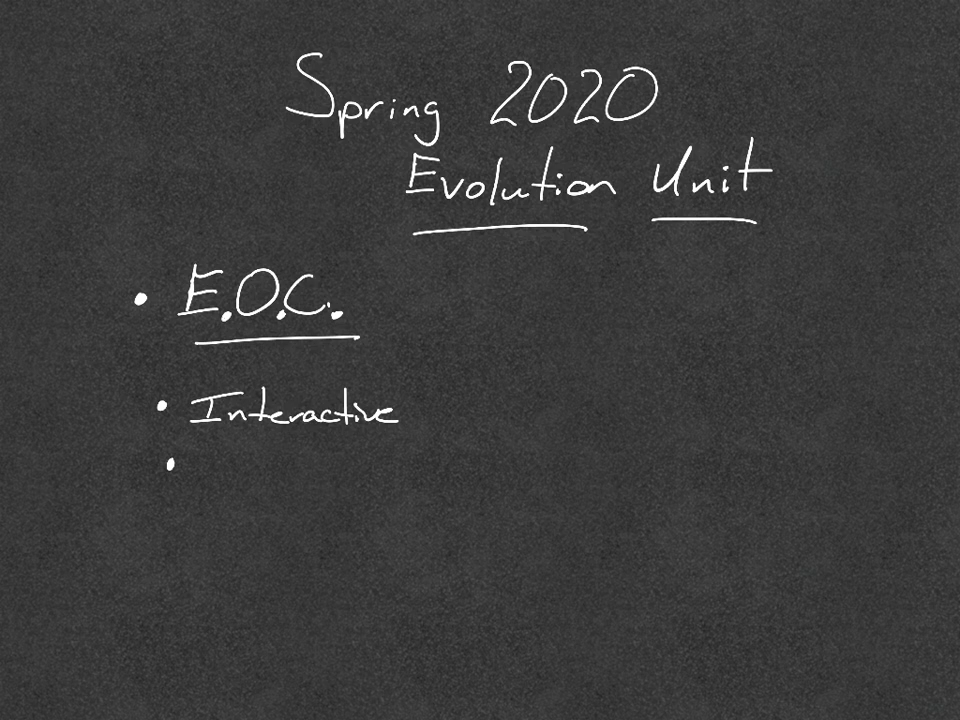 Spring 2020
Evolution Unit
• E.O.C.
• Interactive
•